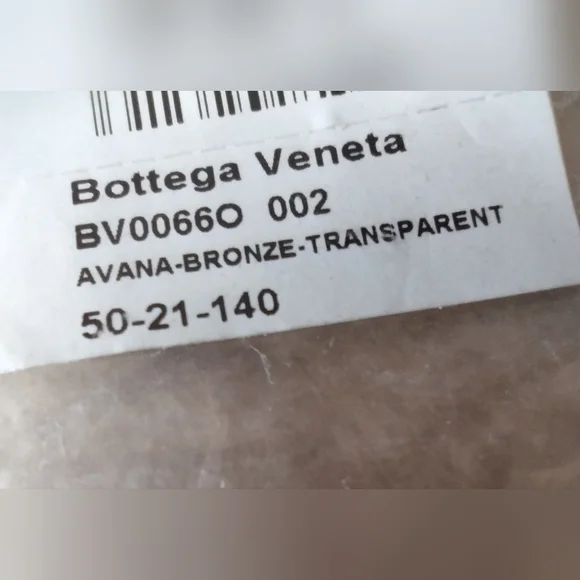 Bottega Veneta
BV0066O 002
AVANA-BRONZE-TRANSPARENT
50-21-140